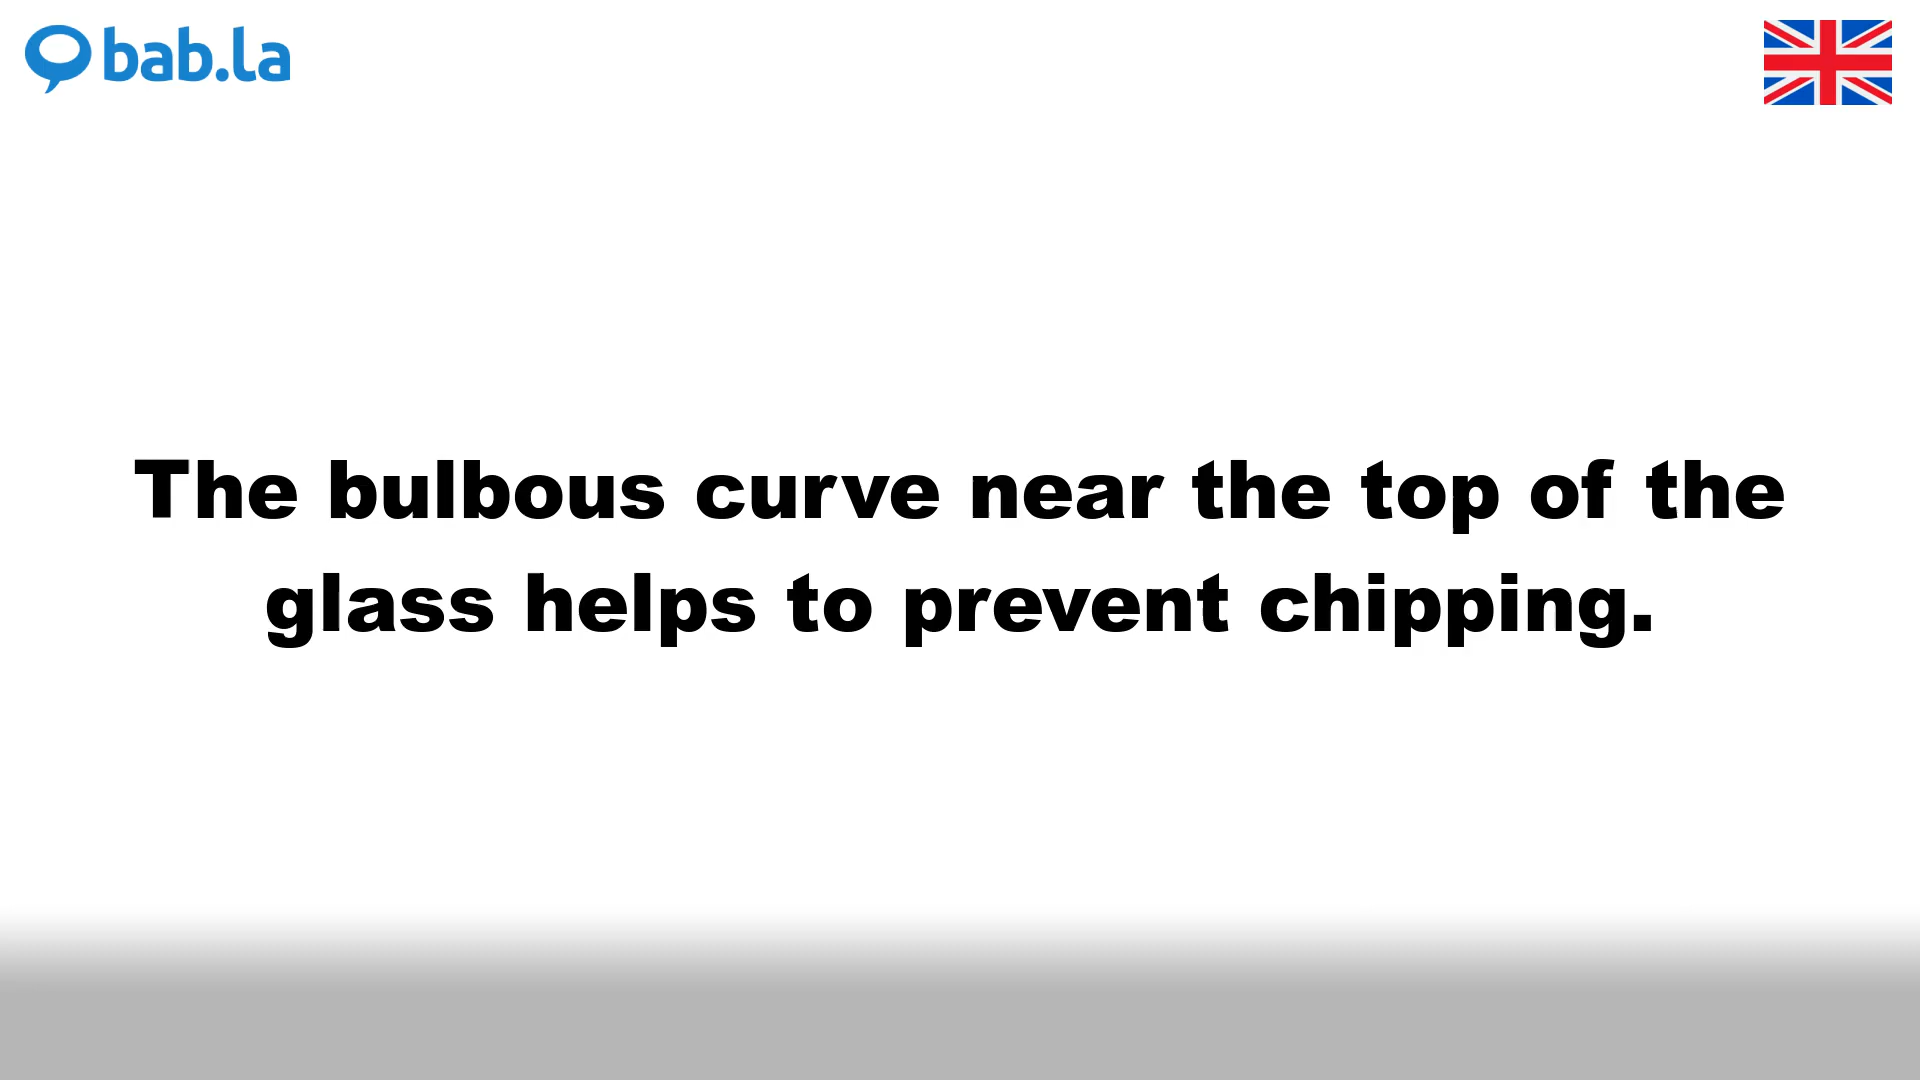 bab.la
The bulbous curve near the top of the
glass helps to prevent chipping.